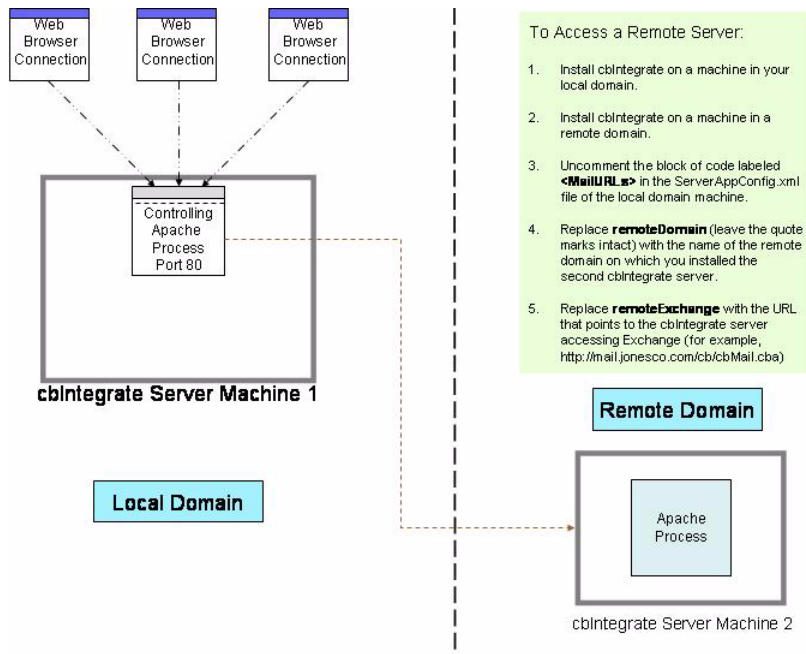 Web
Browser
Connection
Web
Browser
Connection
Web
Browser
Connection
Controlling
Apache
Process
Port 80
cbIntegrate Server Machine 1
Local Domain
To Access a Remote Server:
1. Install cbIntegrate on a machine in your
local domain.
2. Install cbIntegrate on a machine in a
remote domain.
3. Uncomment the block of code labeled
<MailURLs> in the ServerAppConfig.xml
file of the local domain machine.
4. Replace remoteDomain (leave the quote
marks intact) with the name of the remote
domain on which you installed the
second cbIntegrate server.
5. Replace remoteExchange with the URL
that points to the cbIntegrate server
accessing Exchange (for example,
http://mail.jonesco.com/cb/cbMail.cba)
Remote Domain
Apache
Process
cbIntegrate Server Machine 2